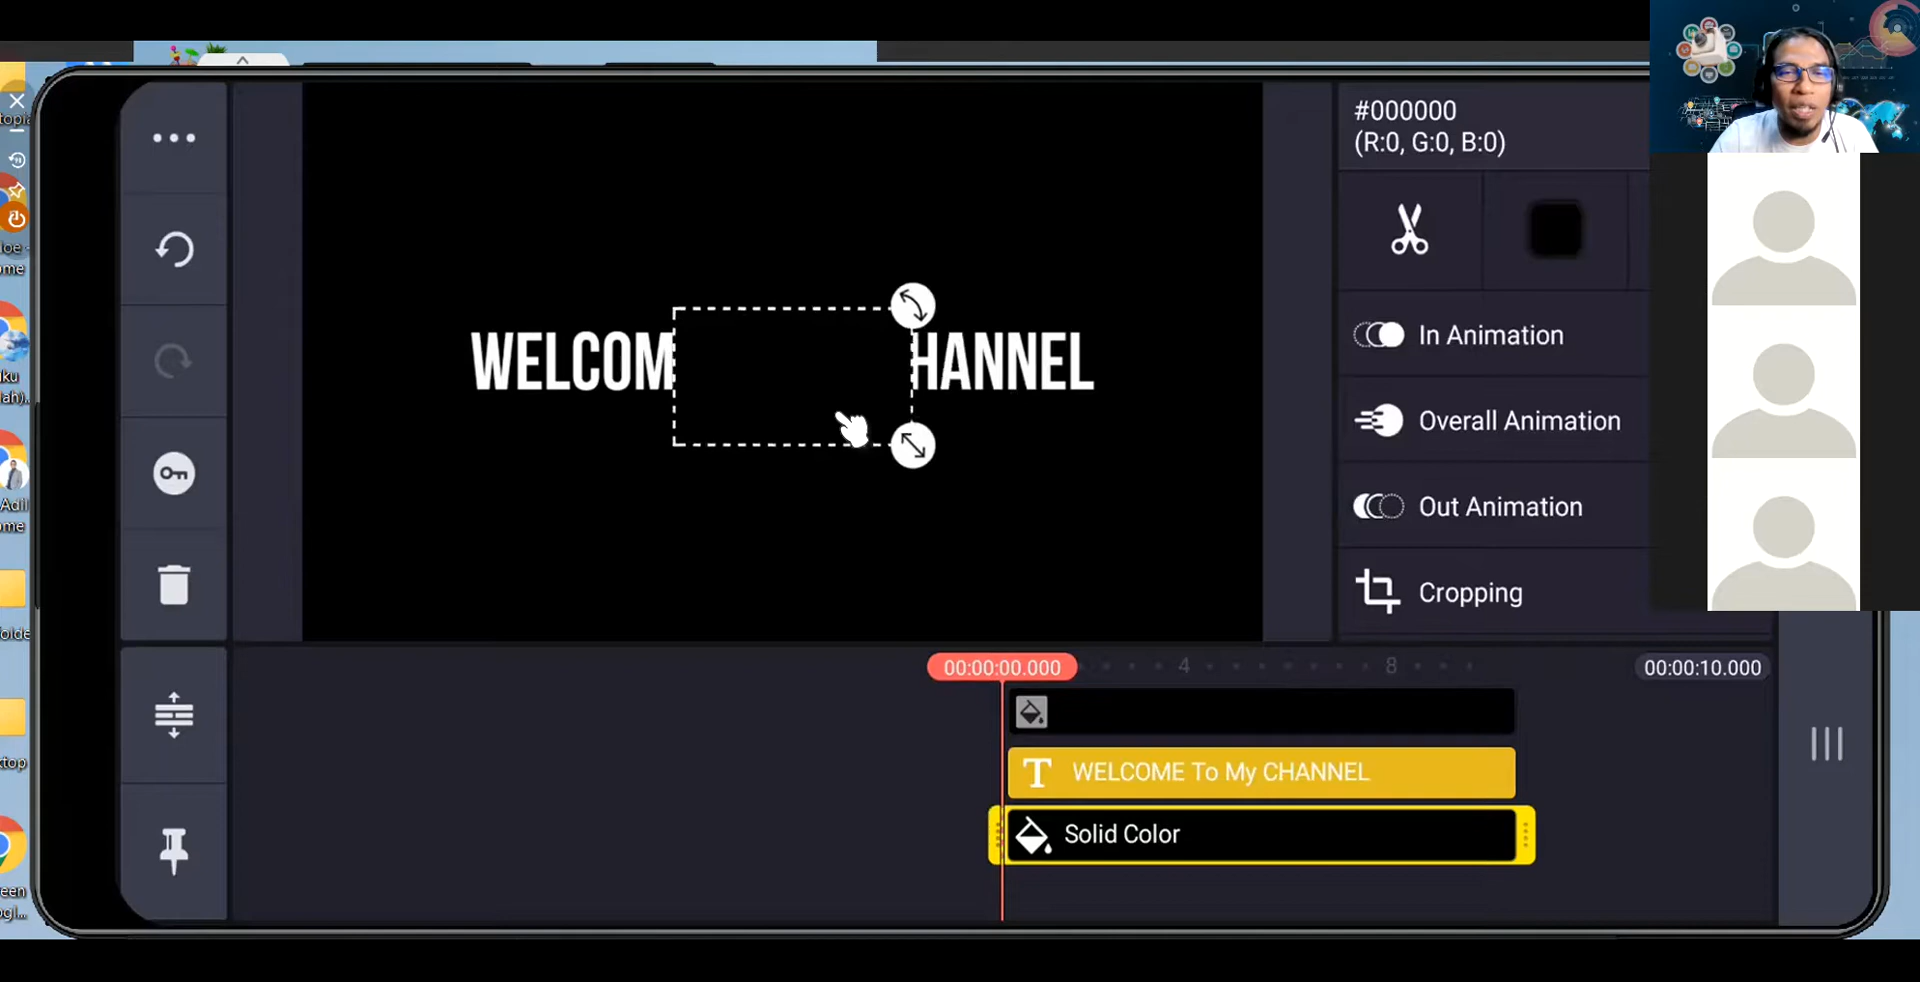 #000000
(R:0, G:0, B:0)
WELCOM
HANNEL
In Animation
Overall Animation
Out Animation
Cropping
00:00:00.000
4
8
00:00:10.000
WELCOME To My CHANNEL
Solid Color